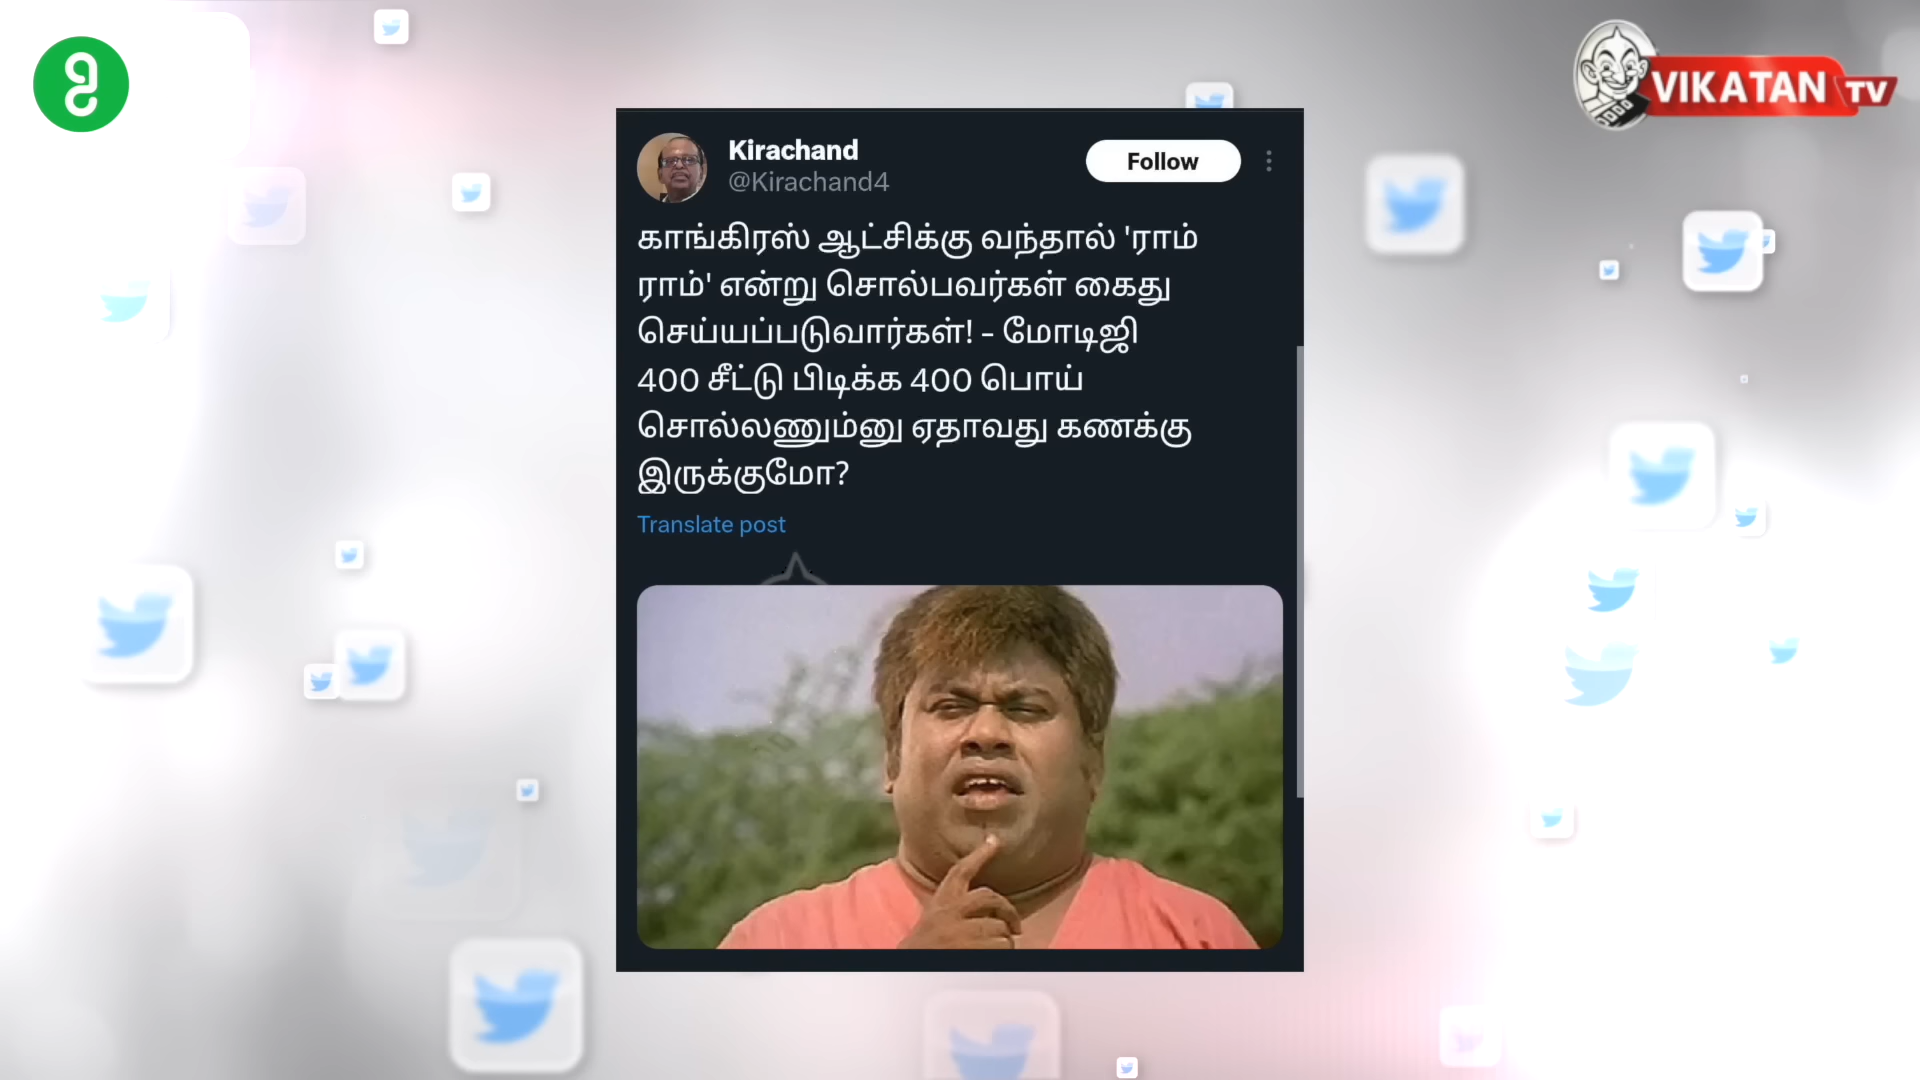 VIKATAN TV
Kirachand
@Kirachand4
Follow
காங்கிரஸ் ஆட்சிக்கு வந்தால் 'ராம்
ராம்' என்று சொல்பவர்கள் கைது
செய்யப்படுவார்கள்! - மோடிஜி
400 சீட்டு பிடிக்க 400 பொய்
சொல்லணும்னு ஏதாவது கணக்கு
இருக்குமோ?
Translate post